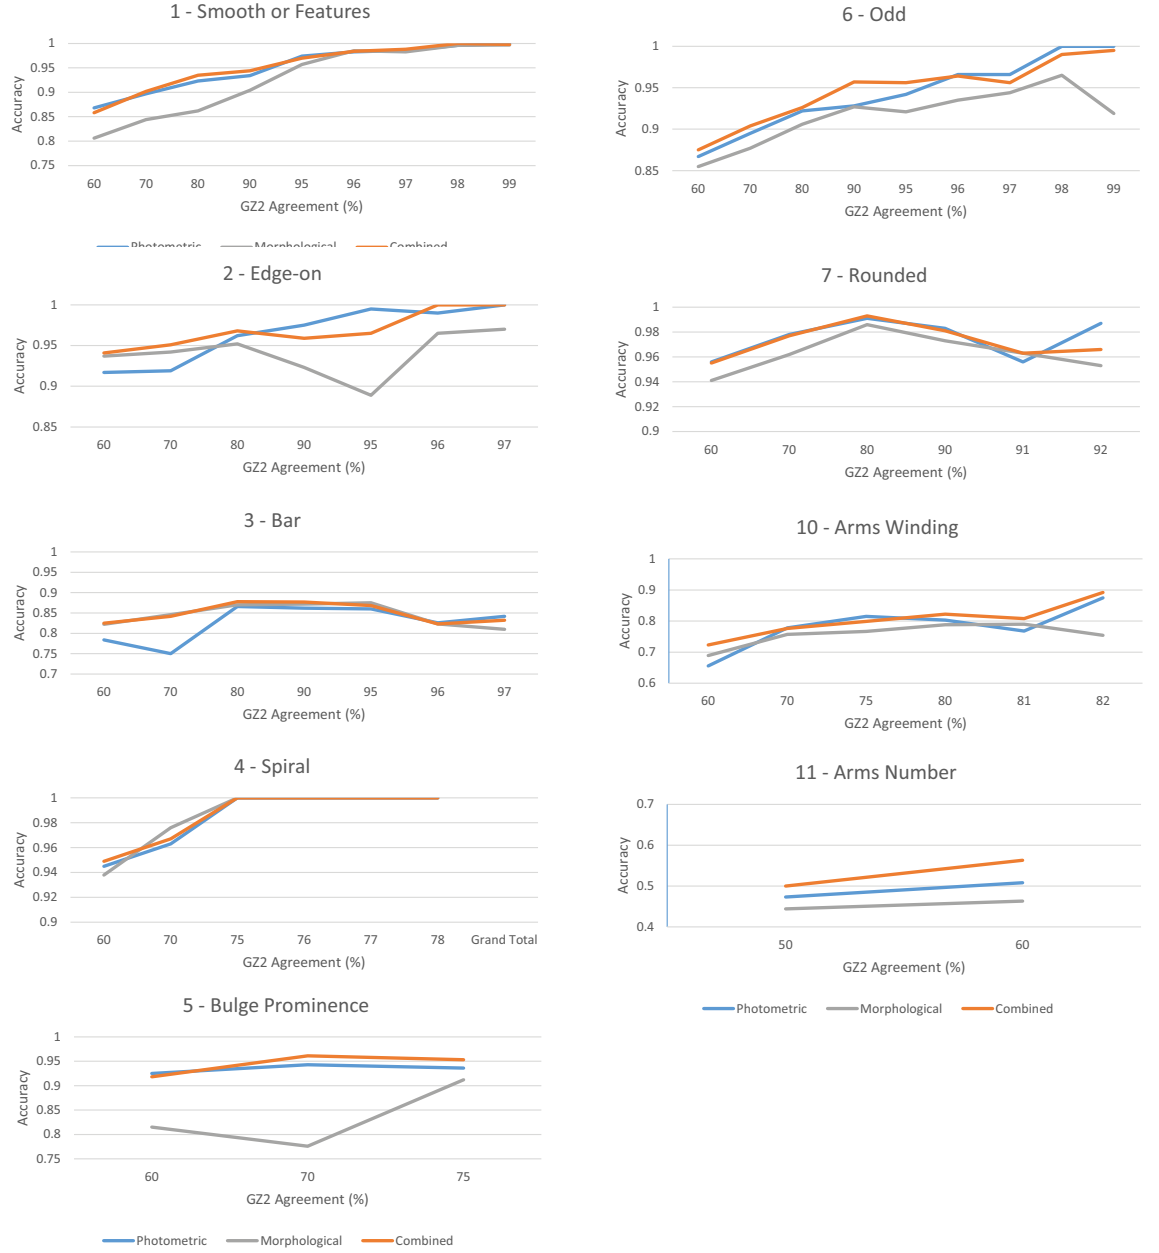 1 - Smooth or Features
1
0.95
0.9
0.85
0.8
0.75
Accuracy
60 70 80 90 95 96 97 98 99
GZ2 Agreement (%)
Photometric Morphological Combined
2 - Edge-on
1
0.95
0.9
0.85
Accuracy
60 70 80 90 95 96 97
GZ2 Agreement (%)
3 - Bar
1
0.95
0.9
0.85
0.8
0.75
0.7
Accuracy
60 70 80 90 95 96 97
GZ2 Agreement (%)
4 - Spiral
1
0.98
0.96
0.94
0.92
0.9
Accuracy
60 70 75 76 77 78 Grand Total
GZ2 Agreement (%)
5 - Bulge Prominence
1
0.95
0.9
0.85
0.8
0.75
Accuracy
60 70 75
GZ2 Agreement (%)
Photometric Morphological Combined
6 - Odd
1
0.95
0.9
0.85
Accuracy
60 70 80 90 95 96 97 98 99
GZ2 Agreement (%)
7 - Rounded
1
0.98
0.96
0.94
0.92
0.9
Accuracy
60 70 80 90 91 92
GZ2 Agreement (%)
10 - Arms Winding
1
0.9
0.8
0.7
0.6
Accuracy
60 70 75 80 81 82
GZ2 Agreement (%)
11 - Arms Number
0.7
0.6
0.5
0.4
Accuracy
50 60
GZ2 Agreement (%)
Photometric Morphological Combined